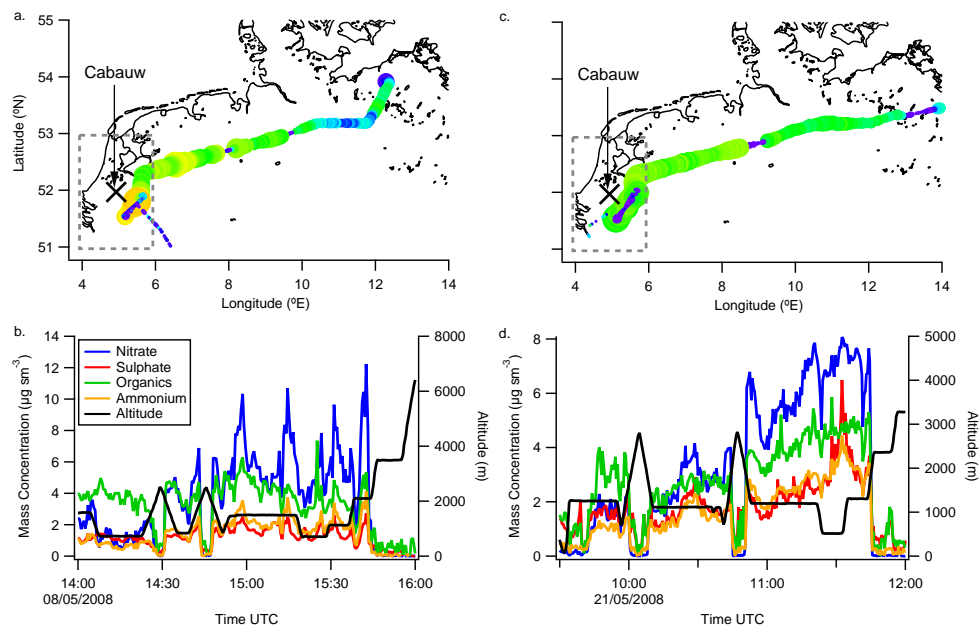 a.
c.
55
54
53
52
51
Latitude (ºN)
Cabauw
Cabauw
4 6 8 10 12 14
4 6 8 10 12 14
Longitude (ºE)
Longitude (ºE)
b.
d.
14
12
10
8
6
4
2
0
Mass Concentration (µg sm⁻³)
Nitrate
Sulphate
Organics
Ammonium
Altitude
8000
6000
4000
2000
0
Altitude (m)
14:00 14:30 15:00 15:30 16:00
08/05/2008
Time UTC
8
6
4
2
0
Mass Concentration (µg sm⁻³)
5000
4000
3000
2000
1000
0
Altitude (m)
10:00 11:00 12:00
21/05/2008
Time UTC